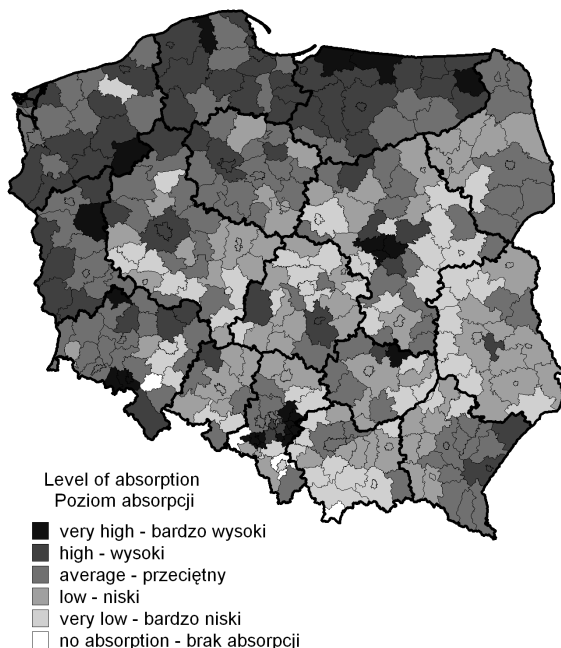 Level of absorption
Poziom absorpcji
very high - bardzo wysoki
high - wysoki
average - przeciętny
low - niski
very low - bardzo niski
no absorption - brak absorpcji